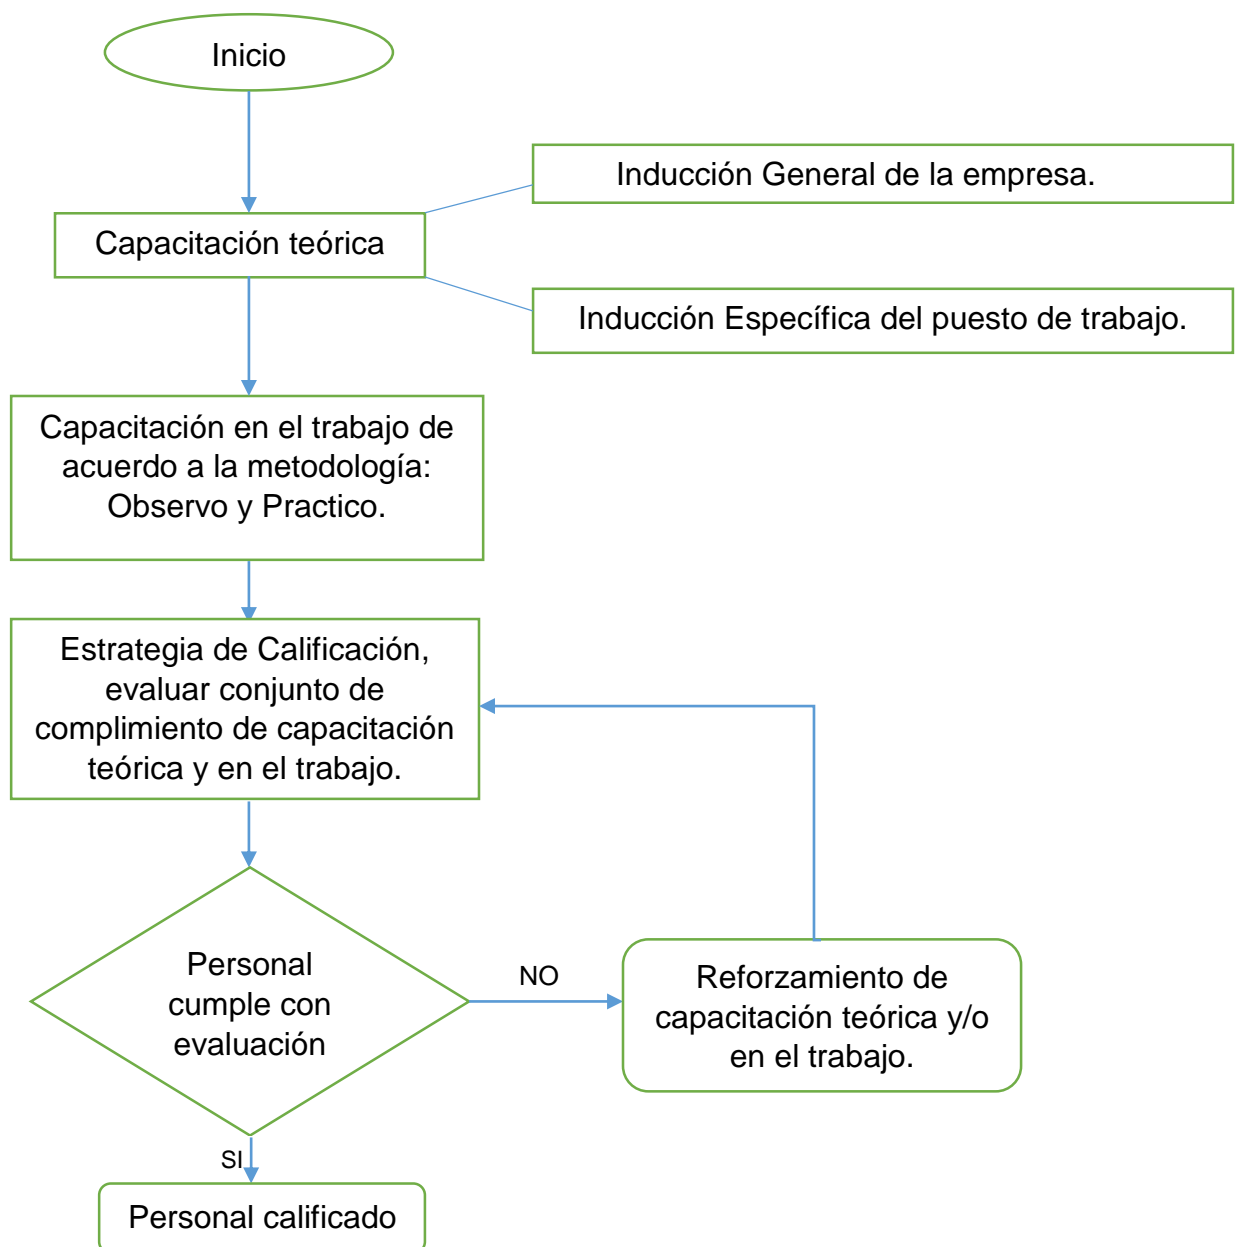 Inicio
Inducción General de la empresa.
Capacitación teórica
Inducción Específica del puesto de trabajo.
Capacitación en el trabajo de
acuerdo a la metodología:
Observo y Practico.
Estrategia de Calificación,
evaluar conjunto de
complimiento de capacitación
teórica y en el trabajo.
Personal
cumple con
evaluación
NO
Reforzamiento de
capacitación teórica y/o
en el trabajo.
SI
Personal calificado